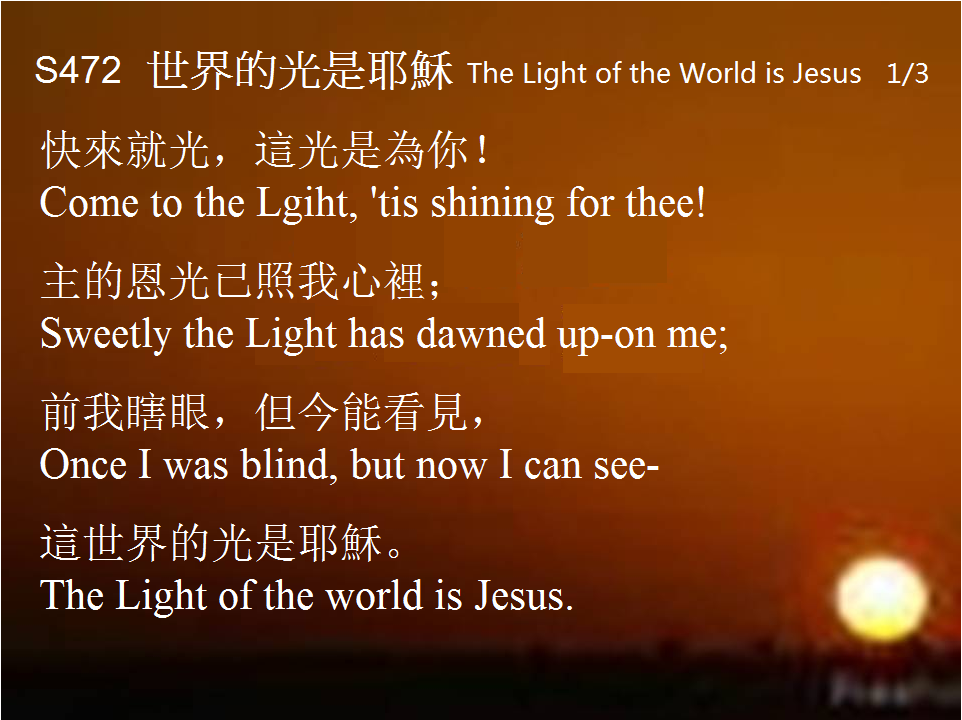 S472 世界的光是耶穌 The Light of the World is Jesus 1/3
快來就光，這光是為你！
Come to the Lgiht, 'tis shining for thee!
主的恩光已照我心裡；
Sweetly the Light has dawned up-on me;
前我瞎眼，但今能看見，
Once I was blind, but now I can see-
這世界的光是耶穌。
The Light of the world is Jesus.